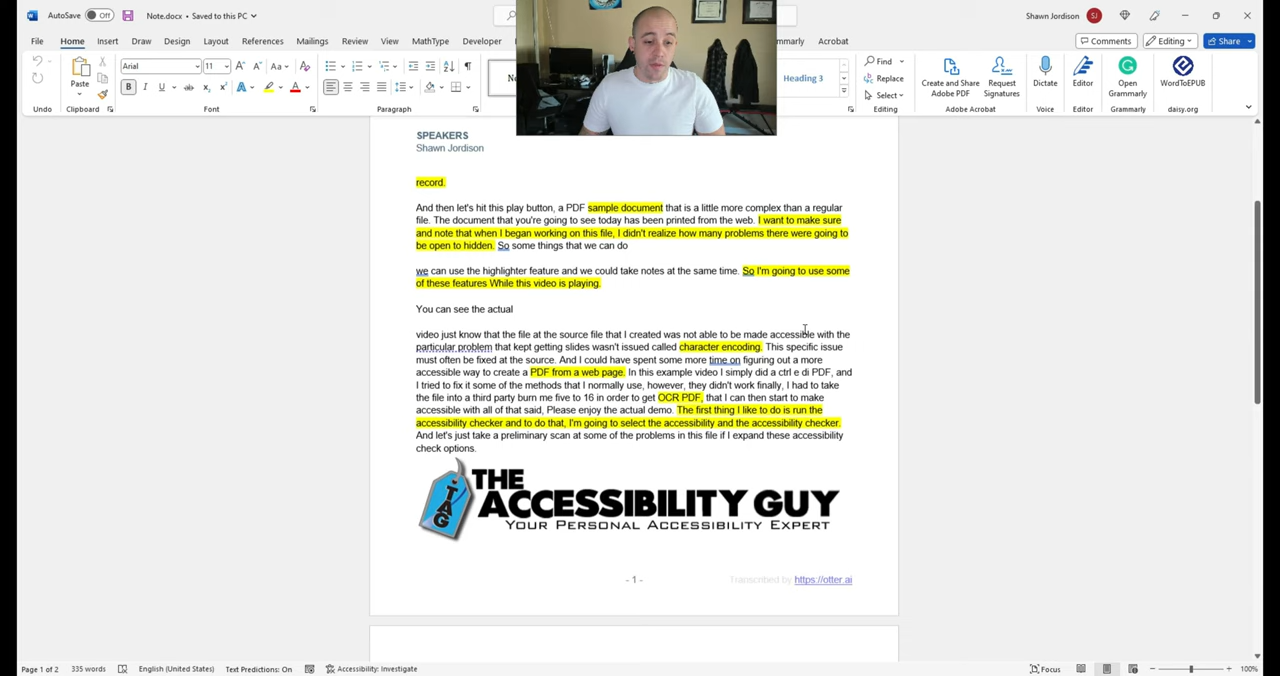 AutoSave Off Note.docx • Saved to this PC Shawn Jordison SJ
File Home Insert Draw Design Layout References Mailings Review View MathType Developer Acrobat Comments Editing Share
Arial 11 Heading 3 Find Replace Select
Paste Create and Share Adobe PDF Request Signatures Dictate Editor Open Grammarly WordToEPUB
Undo Clipboard Font Paragraph Editing Adobe Acrobat Voice Editor Grammarly daisy.org
SPEAKERS
Shawn Jordison
record.
And then let's hit this play button, a PDF sample document that is a little more complex than a regular
file. The document that you're going to see today has been printed from the web. I want to make sure
and note that when I began working on this file, I didn't realize how many problems there were going to
be open to hidden. So some things that we can do
we can use the highlighter feature and we could take notes at the same time. So I'm going to use some
of these features While this video is playing.
You can see the actual
video just know that the file at the source file that I created was not able to be made accessible with the
particular problem that kept getting slides wasn't issued called character encoding. This specific issue
must often be fixed at the source. And I could have spent some more time on figuring out a more
accessible way to create a PDF from a web page. In this example video I simply did a ctrl e di PDF, and
I tried to fix it some of the methods that I normally use, however, they didn't work finally, I had to take
the file into a third party burn me five to 16 in order to get OCR PDF, that I can then start to make
accessible with all of that said, Please enjoy the actual demo. The first thing I like to do is run the
accessibility checker and to do that, I'm going to select the accessibility and the accessibility checker.
And let's just take a preliminary scan at some of the problems in this file if I expand these accessibility
check options.
TAG
THE
ACCESSIBILITY GUY
YOUR PERSONAL ACCESSIBILITY EXPERT
- 1 - Transcribed by https://otter.ai
Page 1 of 2 335 words English (United States) Text Predictions: On Accessibility: Investigate Focus 100%